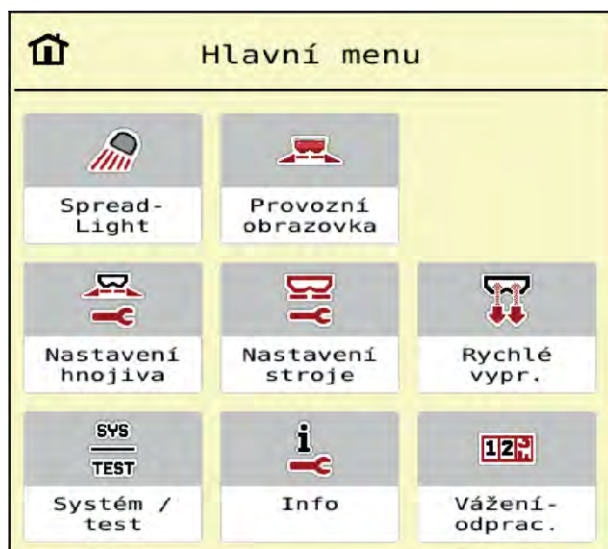 Hlavní menu
Spread-
Light
Provozní
obrazovka
Nastavení
hnojiva
Nastavení
stroje
Rychlé
vypr.
SYS
TEST
Systém /
test
i
Info
12
Vážení-
odprac.